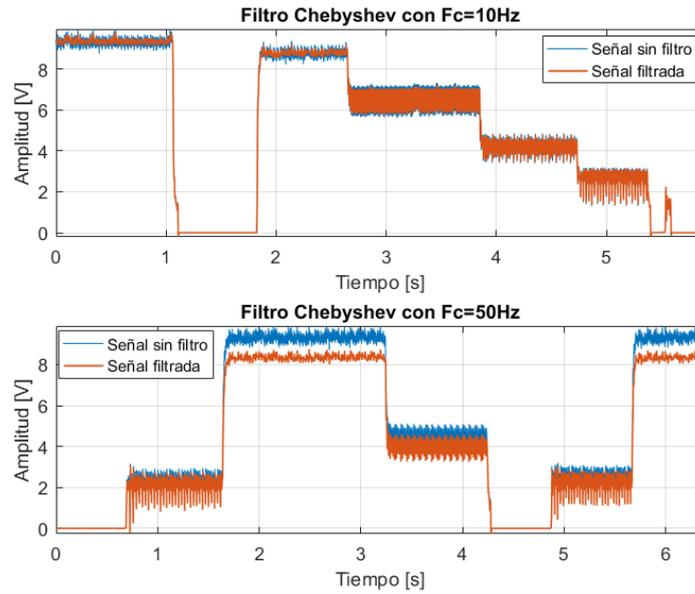 Filtro Chebyshev con Fc=10Hz
Señal sin filtro
Señal filtrada
Amplitud [V]
8
6
4
2
0
0 1 2 3 4 5
Tiempo [s]
Filtro Chebyshev con Fc=50Hz
Señal sin filtro
Señal filtrada
Amplitud [V]
8
6
4
2
0
0 1 2 3 4 5 6
Tiempo [s]